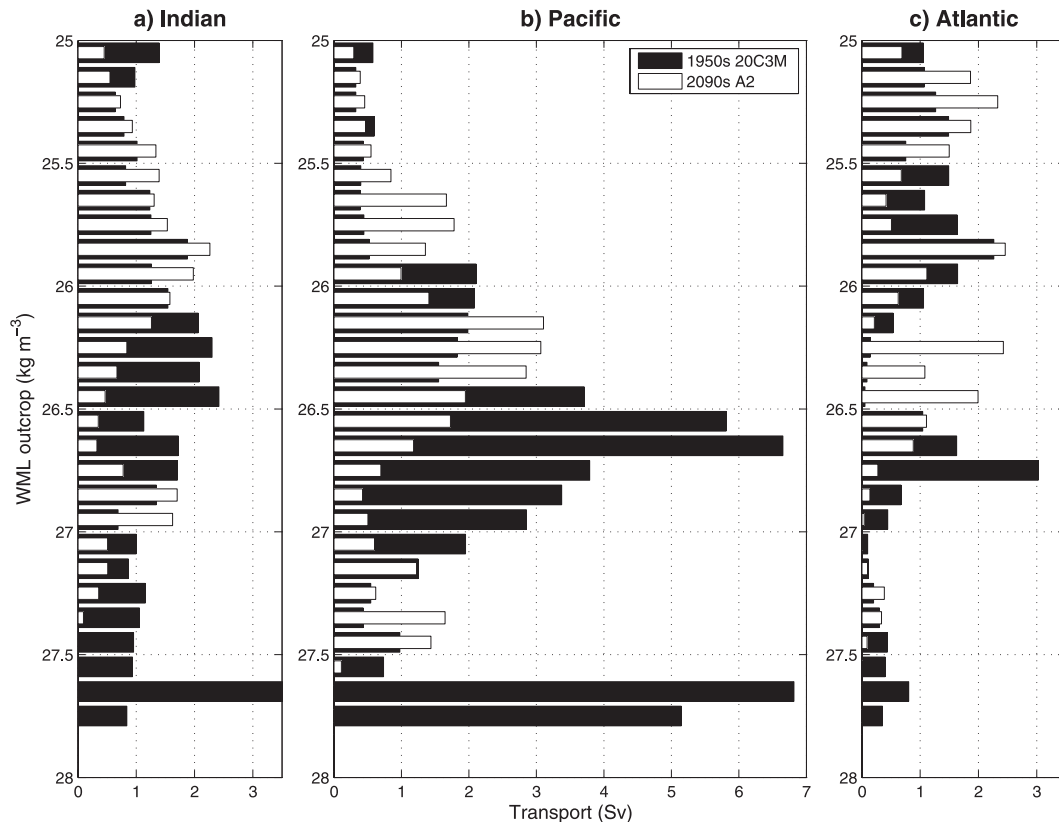 a) Indian
b) Pacific
c) Atlantic
1950s 20C3M
2090s A2
WML outcrop (kg m⁻³)
25
25.5
26
26.5
27
27.5
28
0 1 2 3
25
25.5
26
26.5
27
27.5
28
0 1 2 3 4 5 6 7
25
25.5
26
26.5
27
27.5
28
0 1 2 3
Transport (Sv)